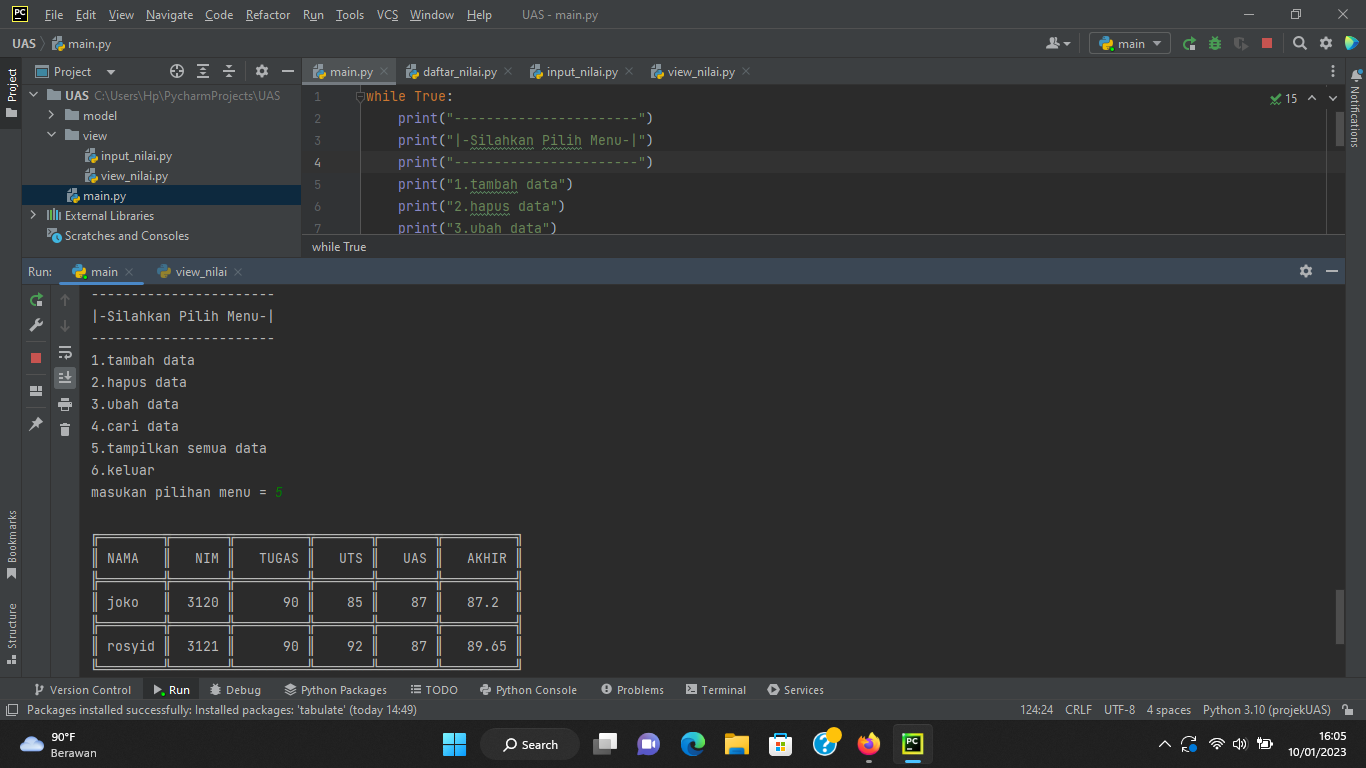 File Edit View Navigate Code Refactor Run Tools VCS Window Help UAS - main.py
UAS main.py main
Project
Project
main.py daftar_nilai.py input_nilai.py view_nilai.py
Notifications
UAS C:\Users\Hp\PycharmProjects\UAS
model
view
input_nilai.py
view_nilai.py
main.py
External Libraries
Scratches and Consoles
15
1 while True:
2 print("-----------------------")
3 print("|-Silahkan Pilih Menu-|")
4 print("-----------------------")
5 print("1.tambah data")
6 print("2.hapus data")
7 print("3.ubah data")
while True
Run: main view_nilai
-----------------------
|-Silahkan Pilih Menu-|
-----------------------
1.tambah data
2.hapus data
3.ubah data
4.cari data
5.tampilkan semua data
6.keluar
masukan pilihan menu = 5
NAMA NIM TUGAS UTS UAS AKHIR
joko 3120 90 85 87 87.2
rosyid 3121 90 92 87 89.65
Bookmarks
Structure
Version Control Run Debug Python Packages TODO Python Console Problems Terminal Services
Packages installed successfully: Installed packages: 'tabulate' (today 14:49) 124:24 CRLF UTF-8 4 spaces Python 3.10 (projekUAS)
90°F
Berawan
Search
PC
16:05
10/01/2023